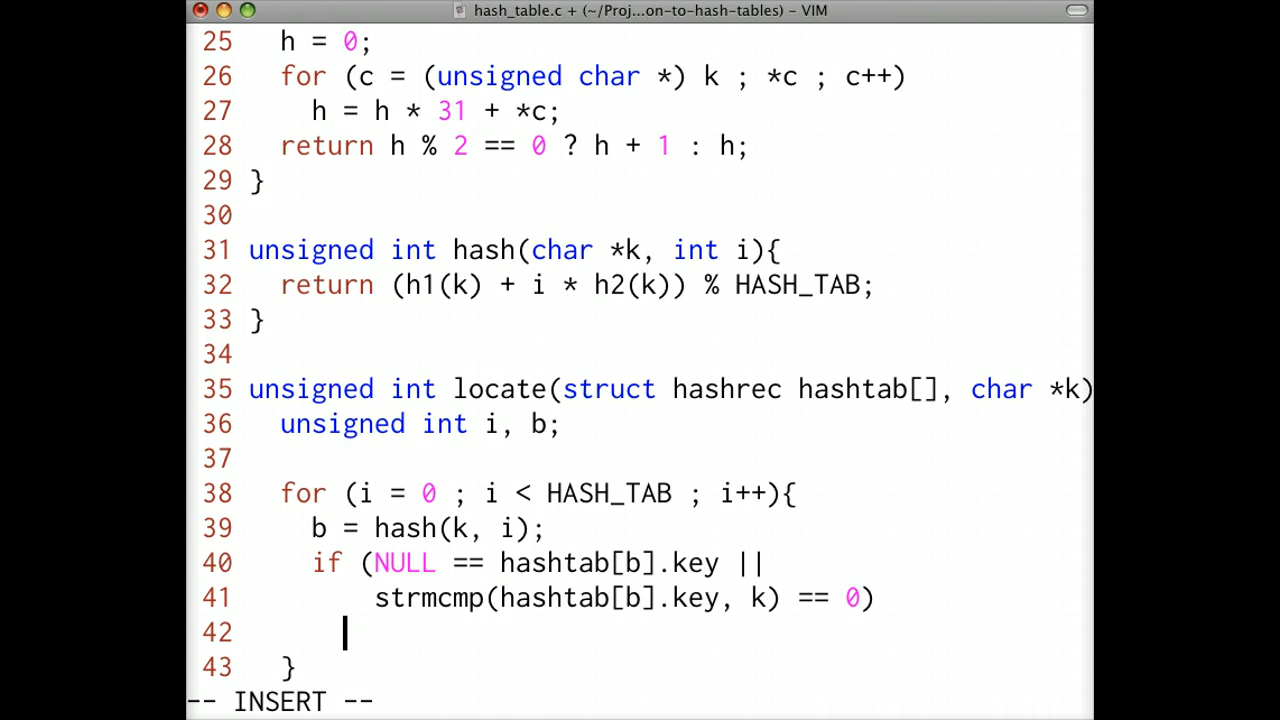 hash_table.c + (~/Proj...on-to-hash-tables) – VIM
25 h = 0;
26 for (c = (unsigned char *) k ; *c ; c++)
27 h = h * 31 + *c;
28 return h % 2 == 0 ? h + 1 : h;
29 }
30
31 unsigned int hash(char *k, int i){
32 return (h1(k) + i * h2(k)) % HASH_TAB;
33 }
34
35 unsigned int locate(struct hashrec hashtab[], char *k)
36 unsigned int i, b;
37
38 for (i = 0 ; i < HASH_TAB ; i++){
39 b = hash(k, i);
40 if (NULL == hashtab[b].key ||
41 strmcmp(hashtab[b].key, k) == 0)
42
43 }
-- INSERT --